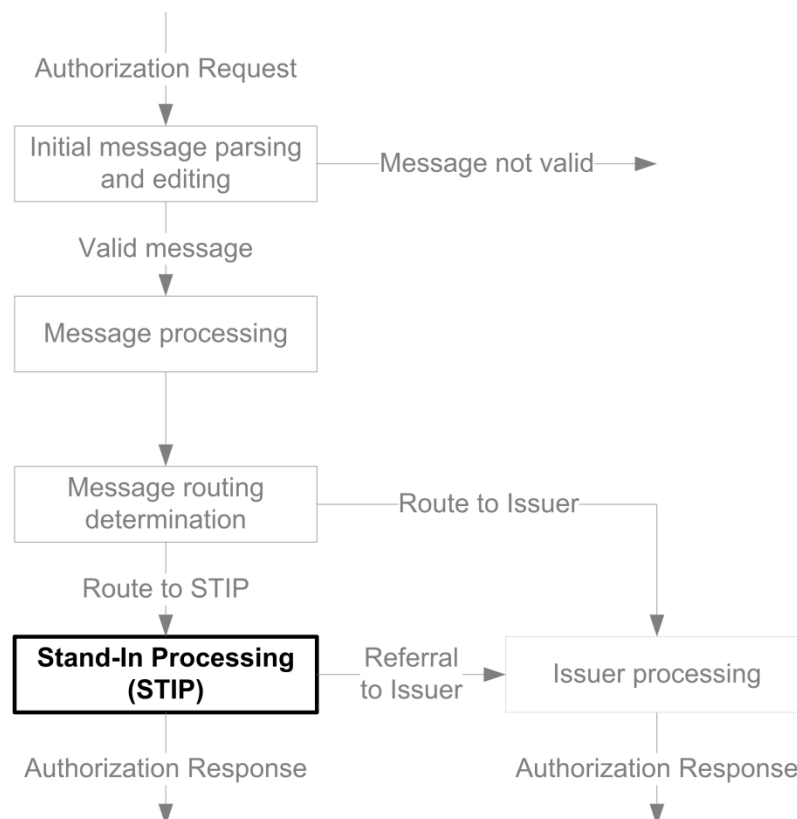 Authorization Request
Initial message parsing
and editing
Message not valid
Valid message
Message processing
Message routing
determination
Route to Issuer
Route to STIP
Stand-In Processing
(STIP)
Referral
to Issuer
Issuer processing
Authorization Response
Authorization Response